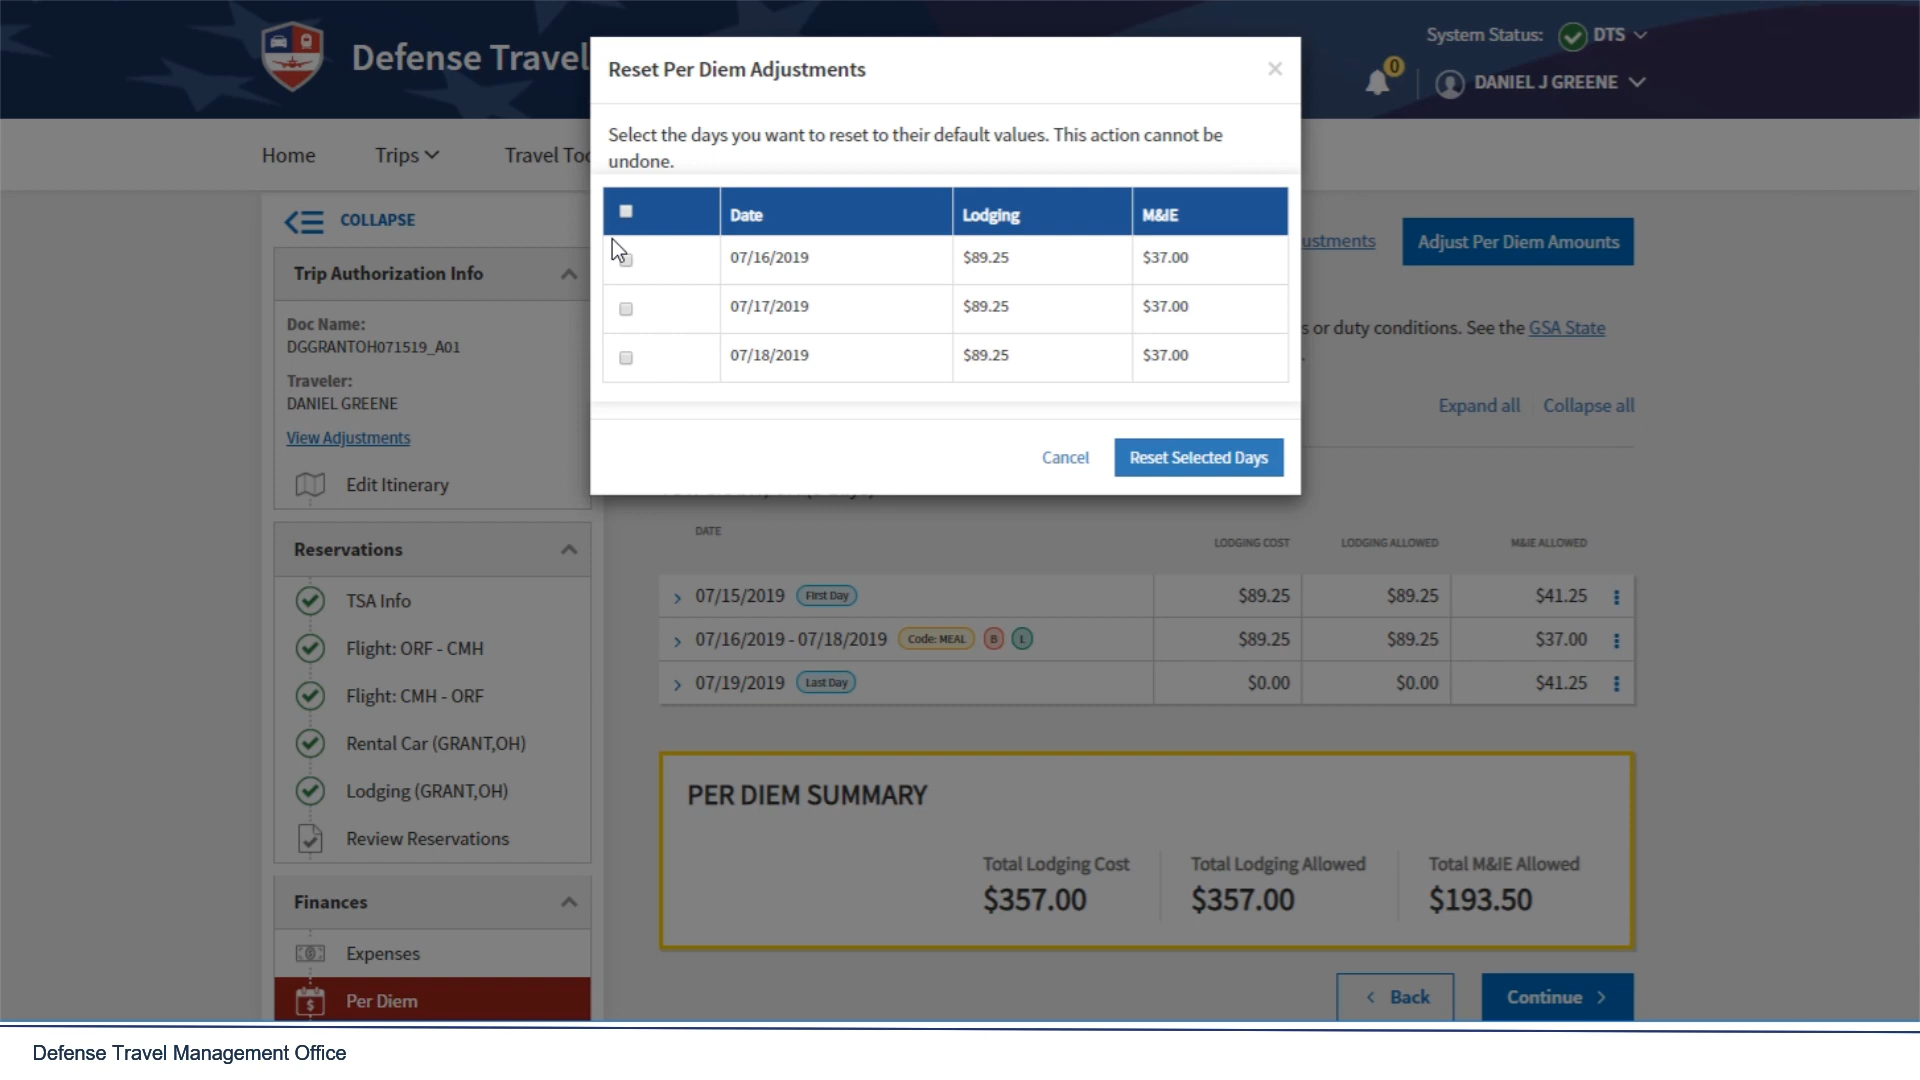 Defense Travel
System Status: DTS
0
DANIEL J GREENE
Home Trips Travel Too
Reset Per Diem Adjustments
×
Select the days you want to reset to their default values. This action cannot be
undone.
Date Lodging M&IE
07/16/2019 $89.25 $37.00
07/17/2019 $89.25 $37.00
07/18/2019 $89.25 $37.00
Cancel Reset Selected Days
COLLAPSE
Trip Authorization Info
Doc Name:
DGGRANTOH071519_A01
Traveler:
DANIEL GREENE
View Adjustments
Edit Itinerary
Reservations
TSA Info
Flight: ORF - CMH
Flight: CMH - ORF
Rental Car (GRANT,OH)
Lodging (GRANT,OH)
Review Reservations
Finances
Expenses
Per Diem
ustments Adjust Per Diem Amounts
s or duty conditions. See the GSA State
.
Expand all Collapse all
DATE LODGING COST LODGING ALLOWED M&IE ALLOWED
07/15/2019 First Day $89.25 $89.25 $41.25
07/16/2019 - 07/18/2019 Code: MEAL B L $89.25 $89.25 $37.00
07/19/2019 Last Day $0.00 $0.00 $41.25
PER DIEM SUMMARY
Total Lodging Cost Total Lodging Allowed Total M&IE Allowed
$357.00 $357.00 $193.50
< Back Continue >
Defense Travel Management Office